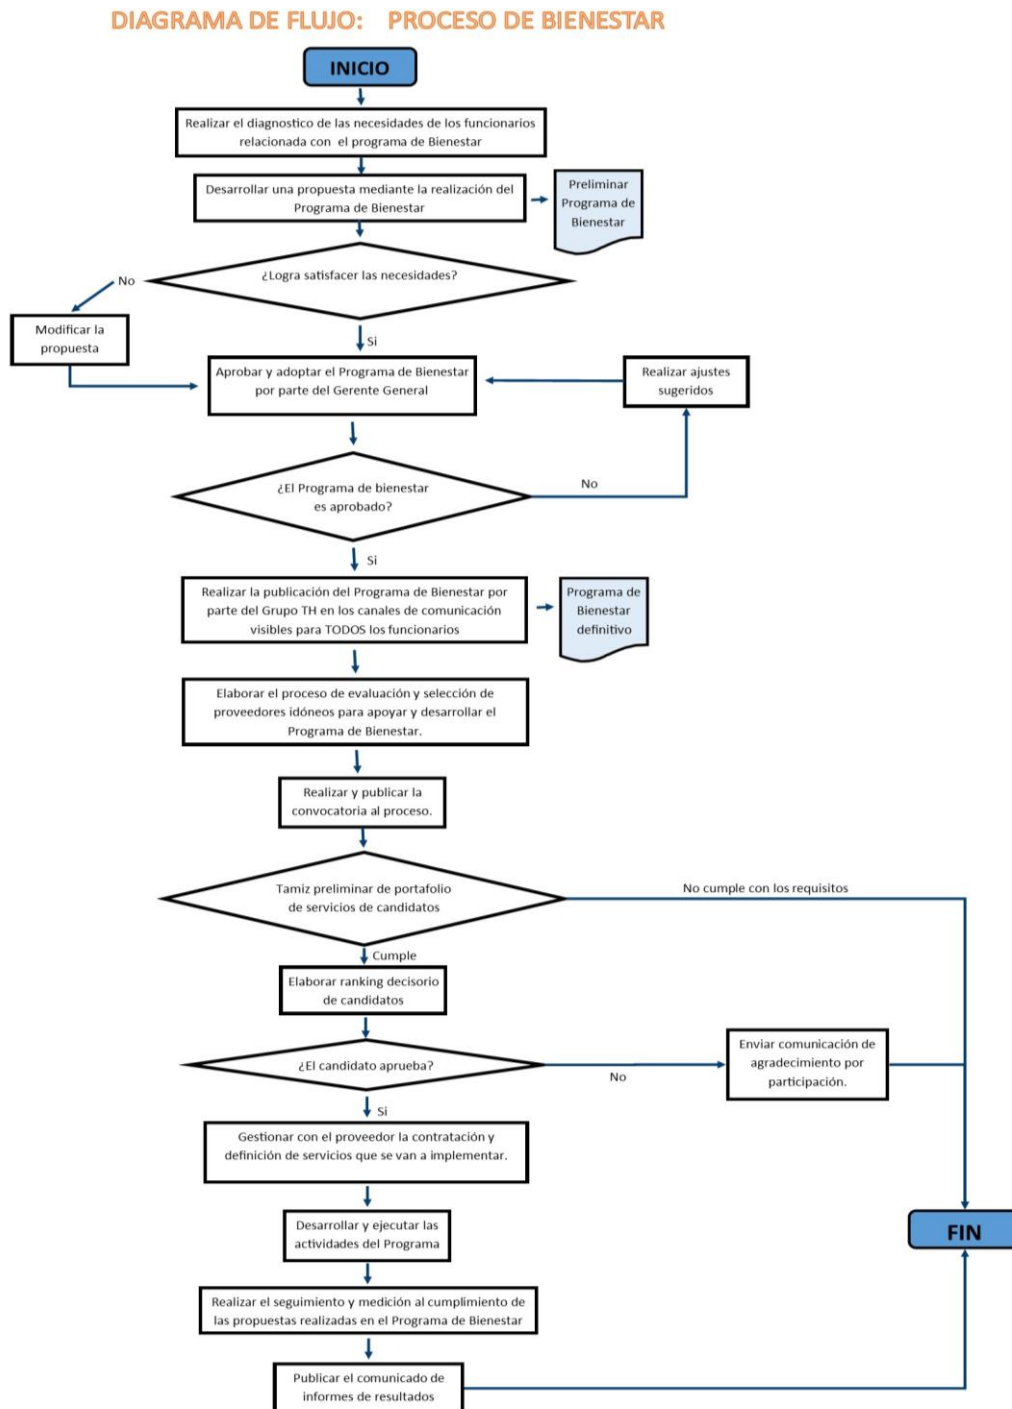 DIAGRAMA DE FLUJO: PROCESO DE BIENESTAR
INICIO
Realizar el diagnostico de las necesidades de los funcionarios
relacionada con el programa de Bienestar
Desarrollar una propuesta mediante la realización del
Programa de Bienestar
Preliminar
Programa de
Bienestar
¿Logra satisfacer las necesidades?
No
Modificar la
propuesta
Si
Aprobar y adoptar el Programa de Bienestar
por parte del Gerente General
Realizar ajustes
sugeridos
¿El Programa de bienestar
es aprobado?
No
Si
Realizar la publicación del Programa de Bienestar por
parte del Grupo TH en los canales de comunicación
visibles para TODOS los funcionarios
Programa de
Bienestar
definitivo
Elaborar el proceso de evaluación y selección de
proveedores idóneos para apoyar y desarrollar el
Programa de Bienestar.
Realizar y publicar la
convocatoria al proceso.
Tamiz preliminar de portafolio
de servicios de candidatos
No cumple con los requisitos
Cumple
Elaborar ranking decisorio
de candidatos
¿El candidato aprueba?
No
Enviar comunicación de
agradecimiento por
participación.
Si
Gestionar con el proveedor la contratación y
definición de servicios que se van a implementar.
Desarrollar y ejecutar las
actividades del Programa
FIN
Realizar el seguimiento y medición al cumplimiento de
las propuestas realizadas en el Programa de Bienestar
Publicar el comunicado de
informes de resultados